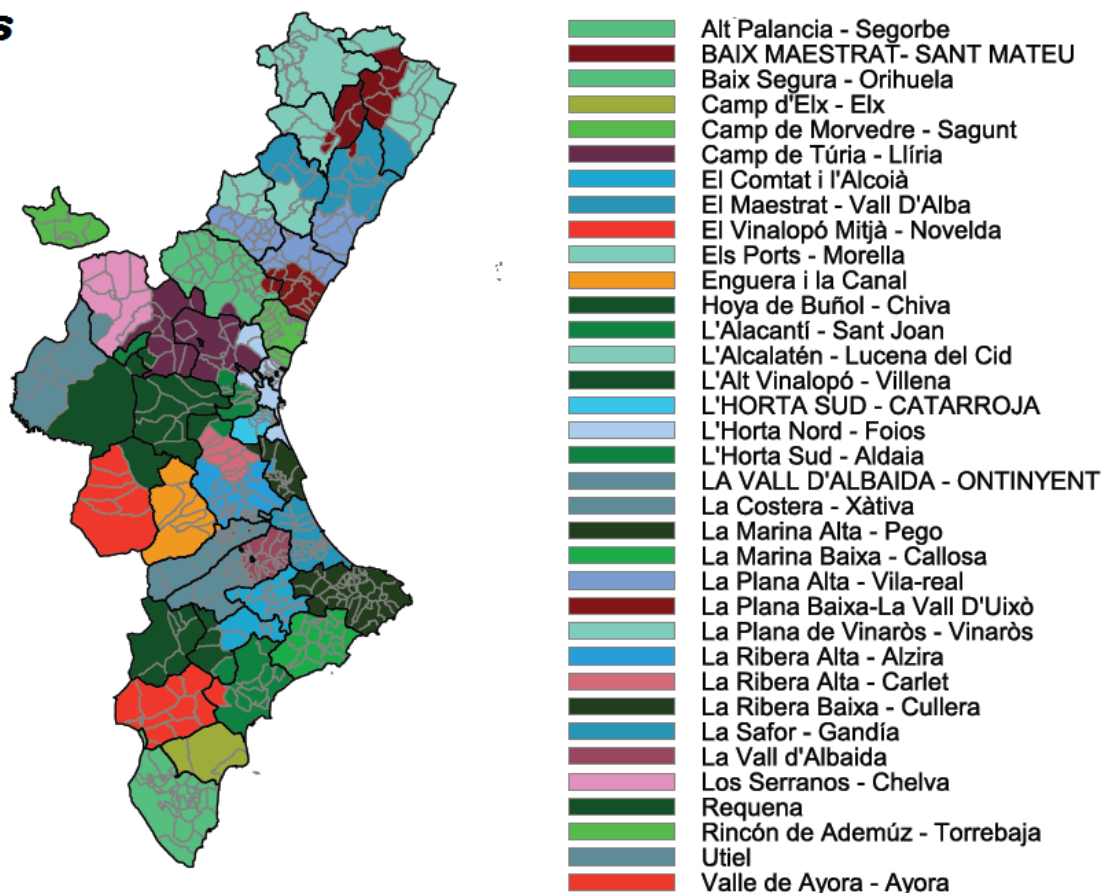 s
Alt Palancia - Segorbe
BAIX MAESTRAT- SANT MATEU
Baix Segura - Orihuela
Camp d'Elx - Elx
Camp de Morvedre - Sagunt
Camp de Túria - Llíria
El Comtat i l'Alcoià
El Maestrat - Vall D'Alba
El Vinalopó Mitjà - Novelda
Els Ports - Morella
Enguera i la Canal
Hoya de Buñol - Chiva
L'Alacantí - Sant Joan
L'Alcalatén - Lucena del Cid
L'Alt Vinalopó - Villena
L'HORTA SUD - CATARROJA
L'Horta Nord - Foios
L'Horta Sud - Aldaia
LA VALL D'ALBAIDA - ONTINYENT
La Costera - Xàtiva
La Marina Alta - Pego
La Marina Baixa - Callosa
La Plana Alta - Vila-real
La Plana Baixa-La Vall D'Uixò
La Plana de Vinaròs - Vinaròs
La Ribera Alta - Alzira
La Ribera Alta - Carlet
La Ribera Baixa - Cullera
La Safor - Gandía
La Vall d'Albaida
Los Serranos - Chelva
Requena
Rincón de Ademúz - Torrebaja
Utiel
Valle de Ayora - Ayora